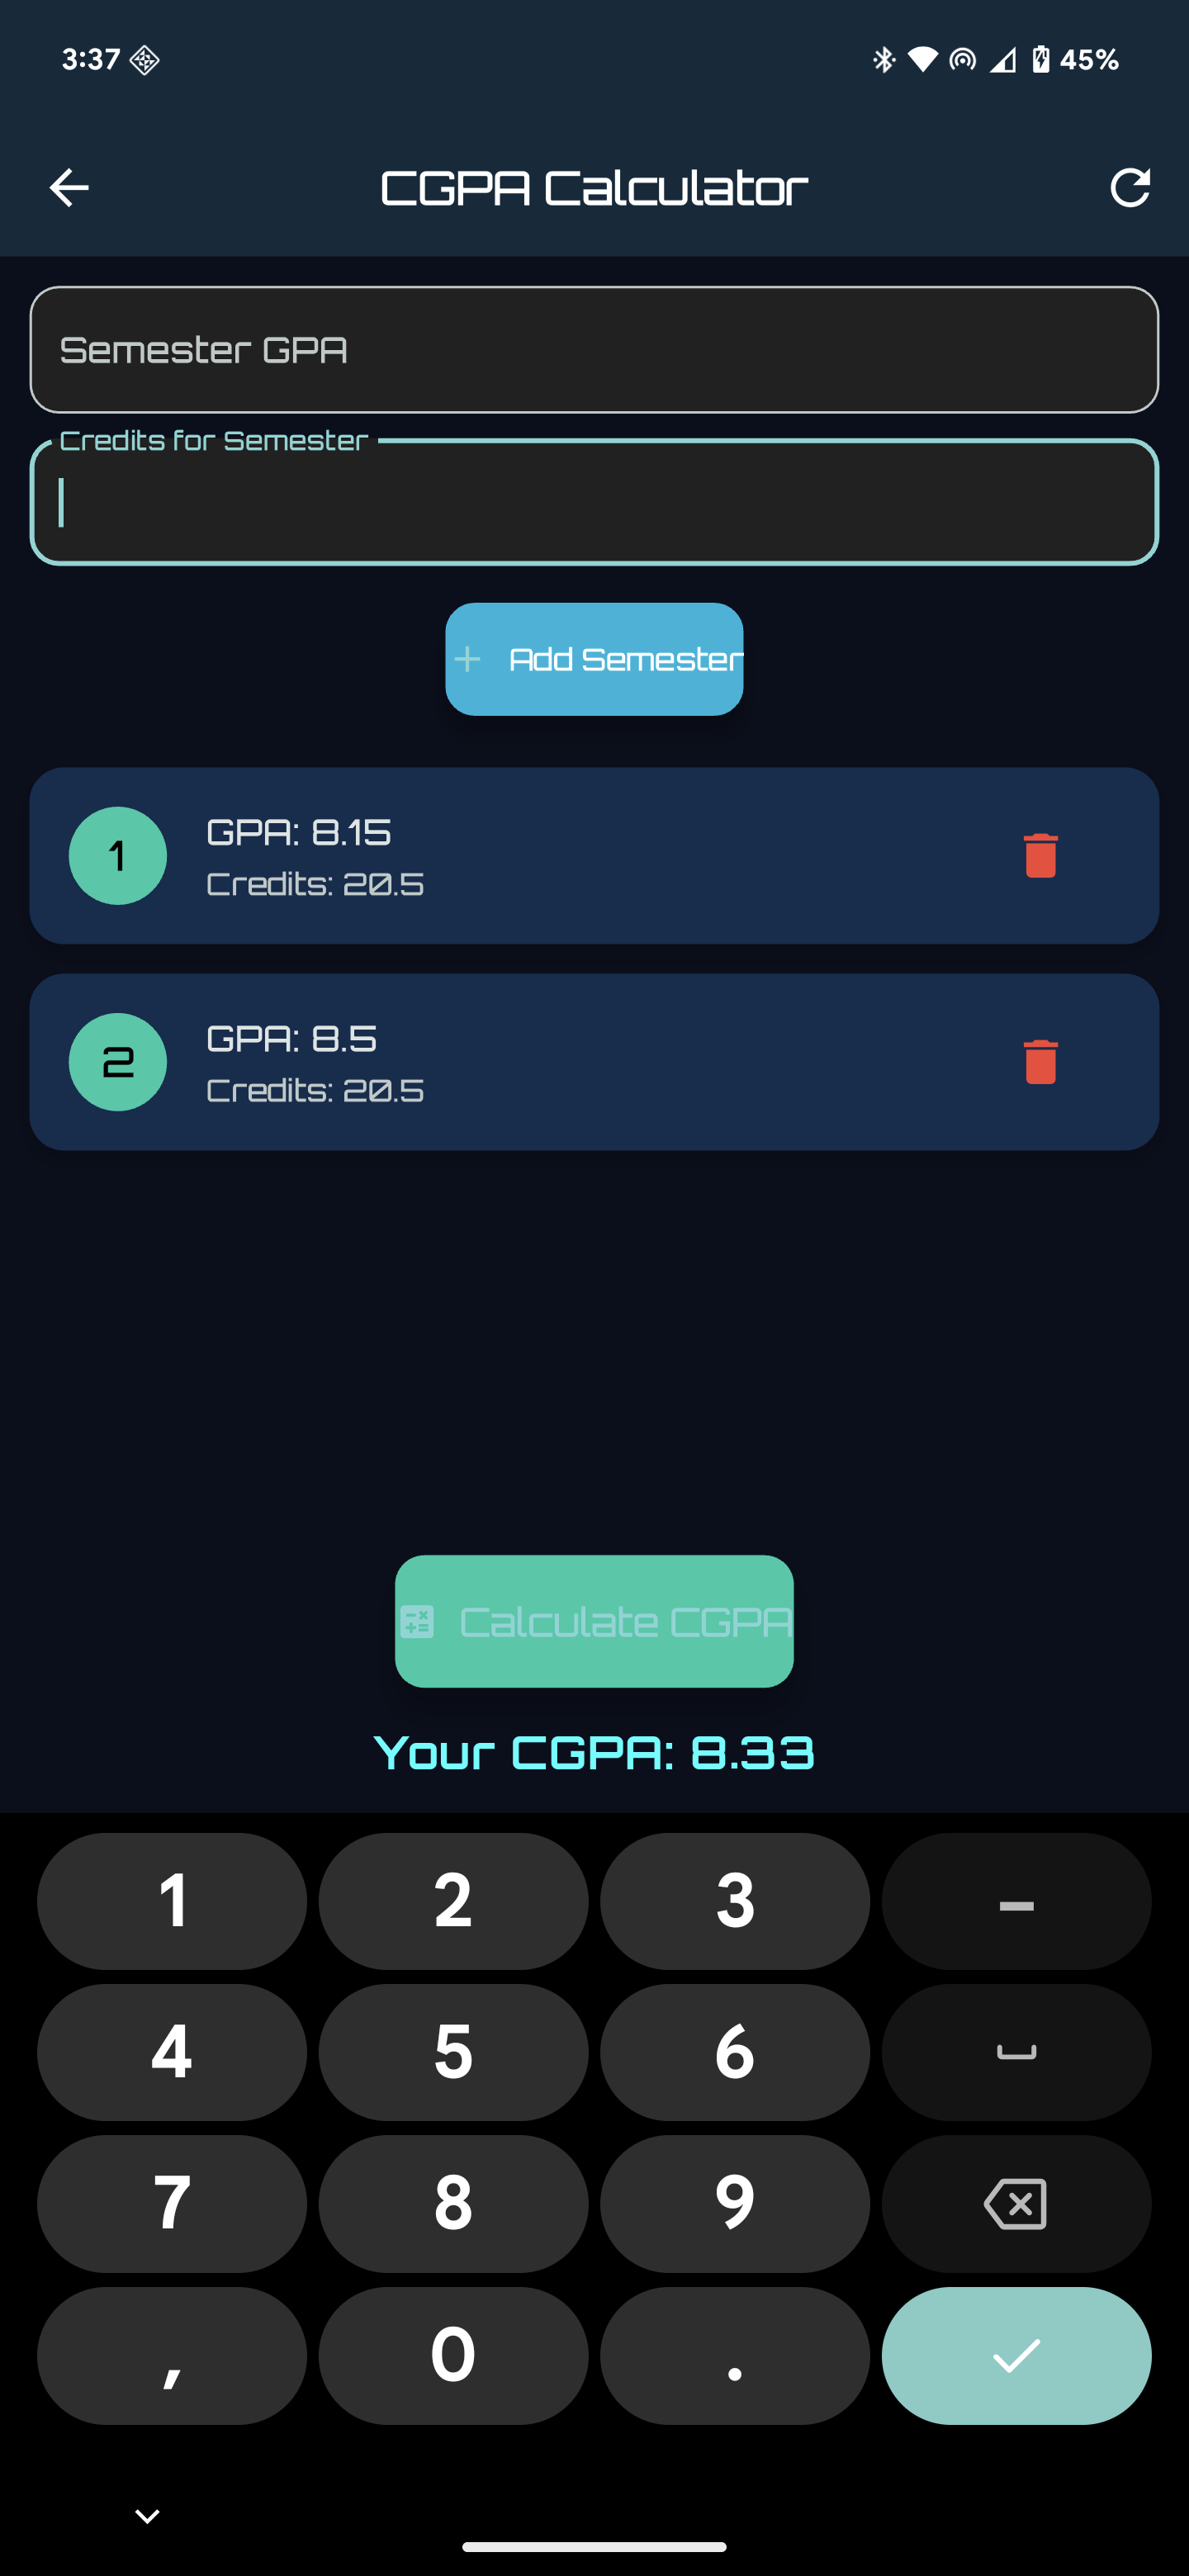 3:37 45%
CGPA Calculator
Semester GPA
Credits for Semester
+ Add Semester
1
GPA: 8.15
Credits: 20.5
2
GPA: 8.5
Credits: 20.5
Calculate CGPA
Your CGPA: 8.33
1 2 3 –
4 5 6
7 8 9
, 0 .